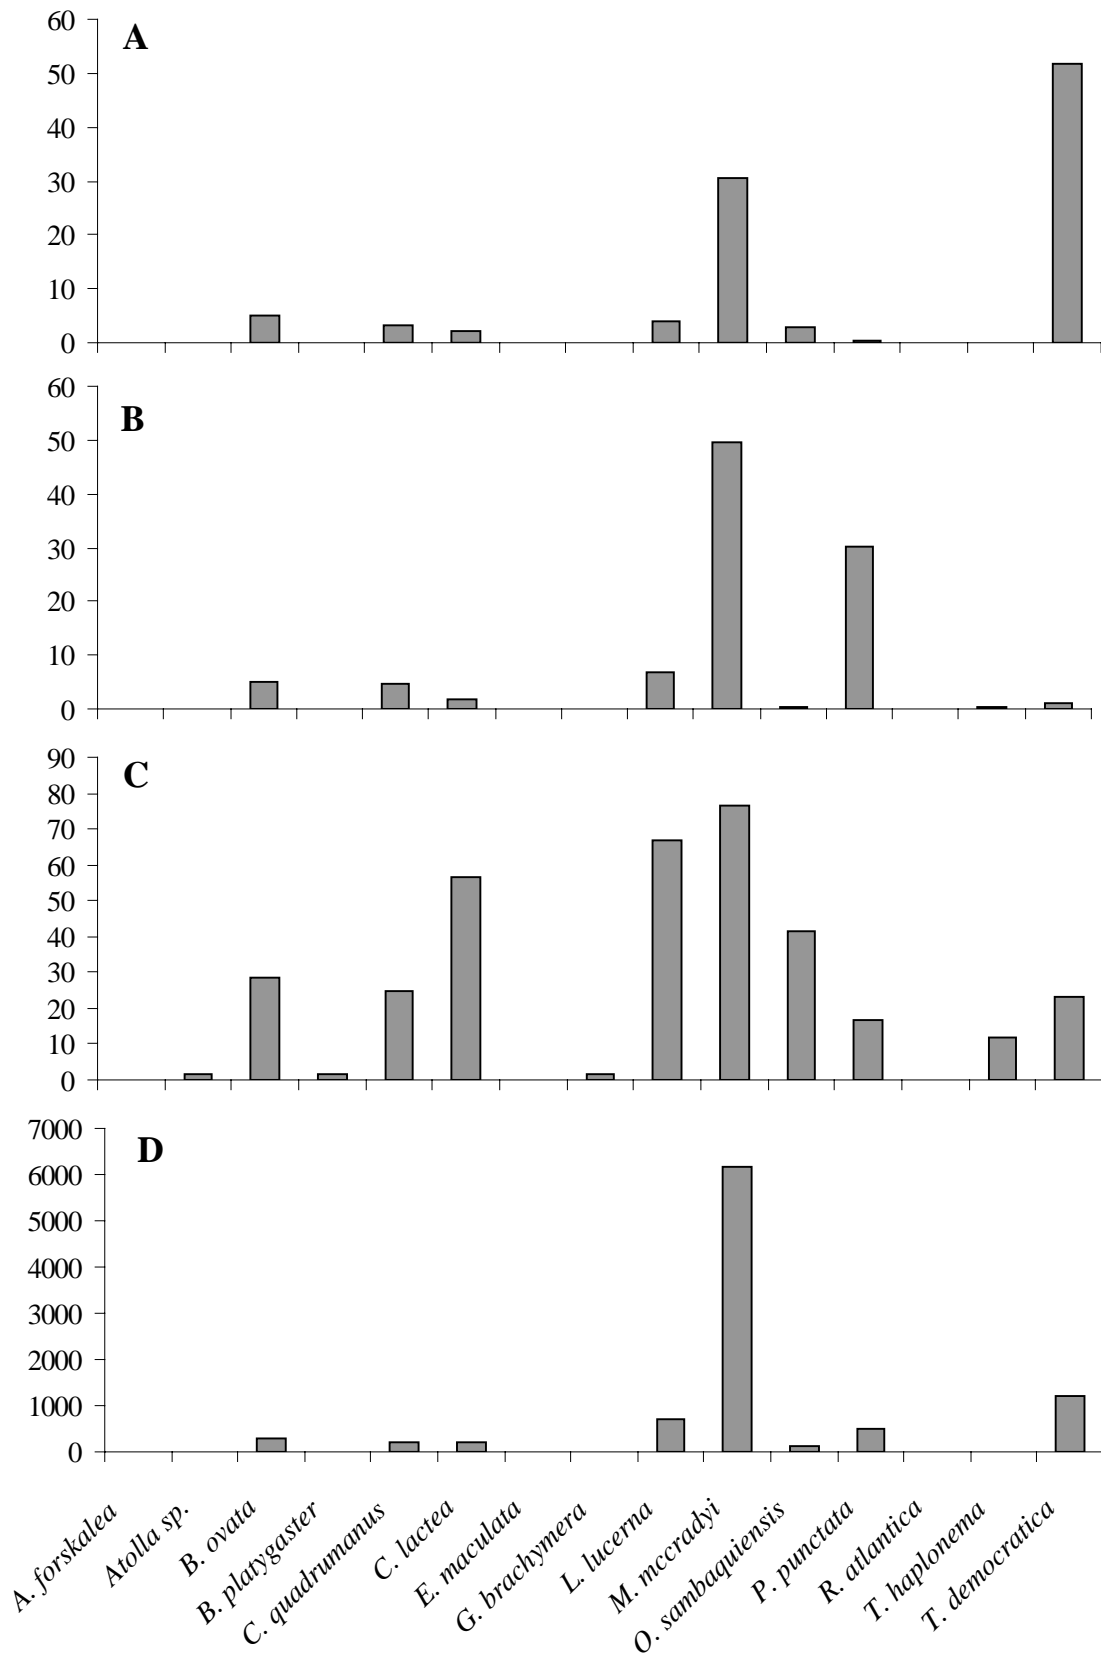 A
60
50
40
30
20
10
0
B
60
50
40
30
20
10
0
C
90
80
70
60
50
40
30
20
10
0
D
7000
6000
5000
4000
3000
2000
1000
0
A. forskalea
Atolla sp.
B. ovata
B. platygaster
C. quadrumanus
C. lactea
E. maculata
G. brachymera
L. lucerna
M. mccradyi
O. sambaquiensis
P. punctata
R. atlantica
T. haplonema
T. democratica